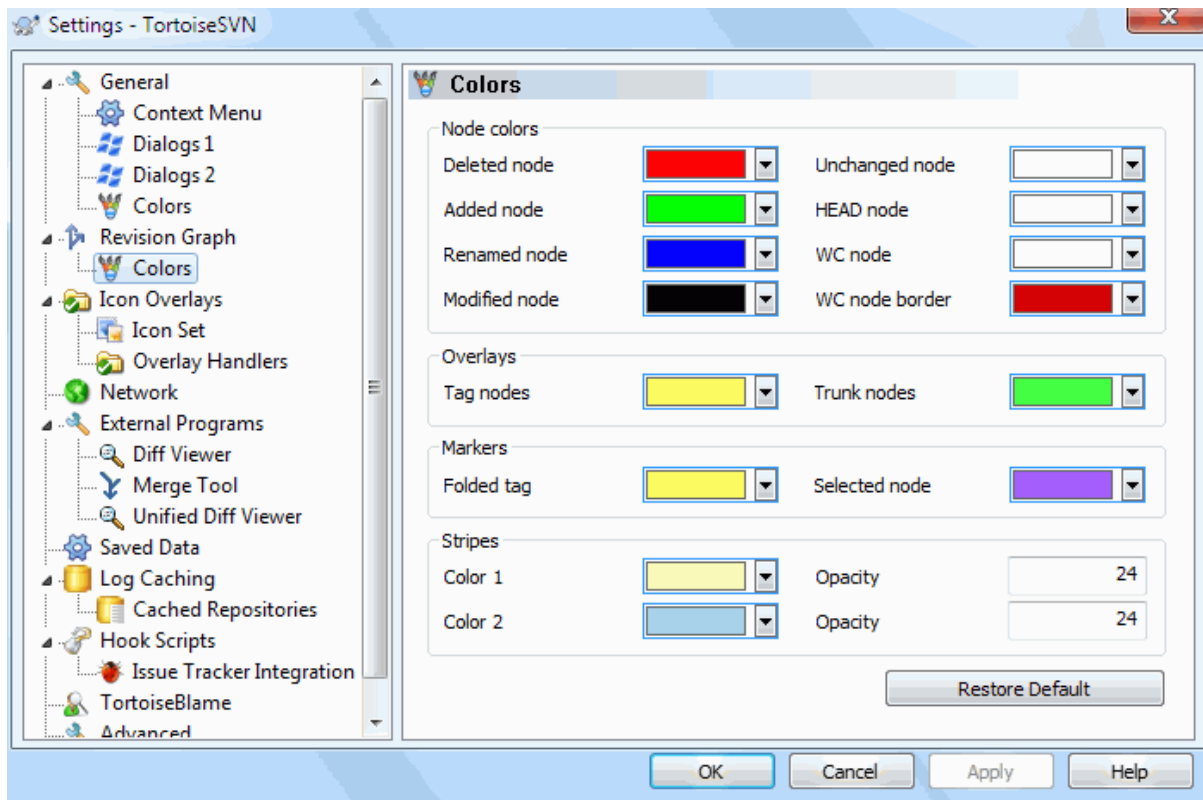 Settings - TortoiseSVN
General
Context Menu
Dialogs 1
Dialogs 2
Colors
Revision Graph
Colors
Icon Overlays
Icon Set
Overlay Handlers
Network
External Programs
Diff Viewer
Merge Tool
Unified Diff Viewer
Saved Data
Log Caching
Cached Repositories
Hook Scripts
Issue Tracker Integration
TortoiseBlame
Advanced
Colors
Node colors
Deleted node
Unchanged node
Added node
HEAD node
Renamed node
WC node
Modified node
WC node border
Overlays
Tag nodes
Trunk nodes
Markers
Folded tag
Selected node
Stripes
Color 1
Opacity
24
Color 2
Opacity
24
Restore Default
OK
Cancel
Apply
Help